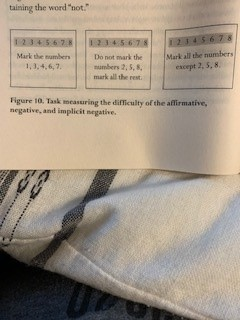 taining the word "not."
1 2 3 4 5 6 7 8
Mark the numbers
1, 3, 4, 6, 7.
1 2 3 4 5 6 7 8
Do not mark the
numbers 2, 5, 8,
mark all the rest.
1 2 3 4 5 6 7 8
Mark all the numbers
except 2, 5, 8.
Figure 10. Task measuring the difficulty of the affirmative,
negative, and implicit negative.